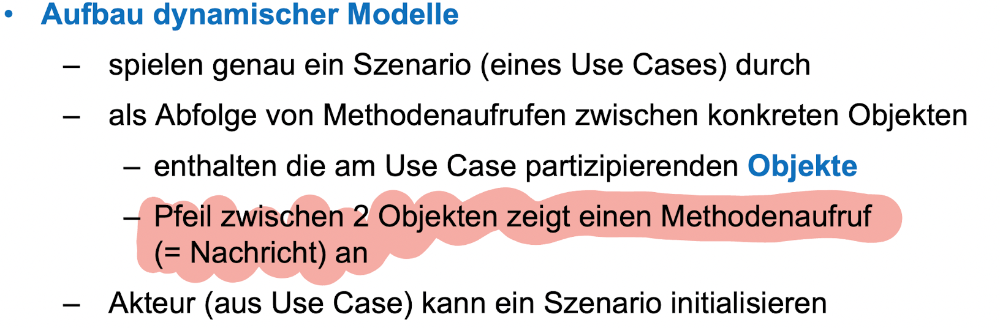 • Aufbau dynamischer Modelle
– spielen genau ein Szenario (eines Use Cases) durch
– als Abfolge von Methodenaufrufen zwischen konkreten Objekten
– enthalten die am Use Case partizipierenden Objekte
– Pfeil zwischen 2 Objekten zeigt einen Methodenaufruf
(= Nachricht) an
– Akteur (aus Use Case) kann ein Szenario initialisieren